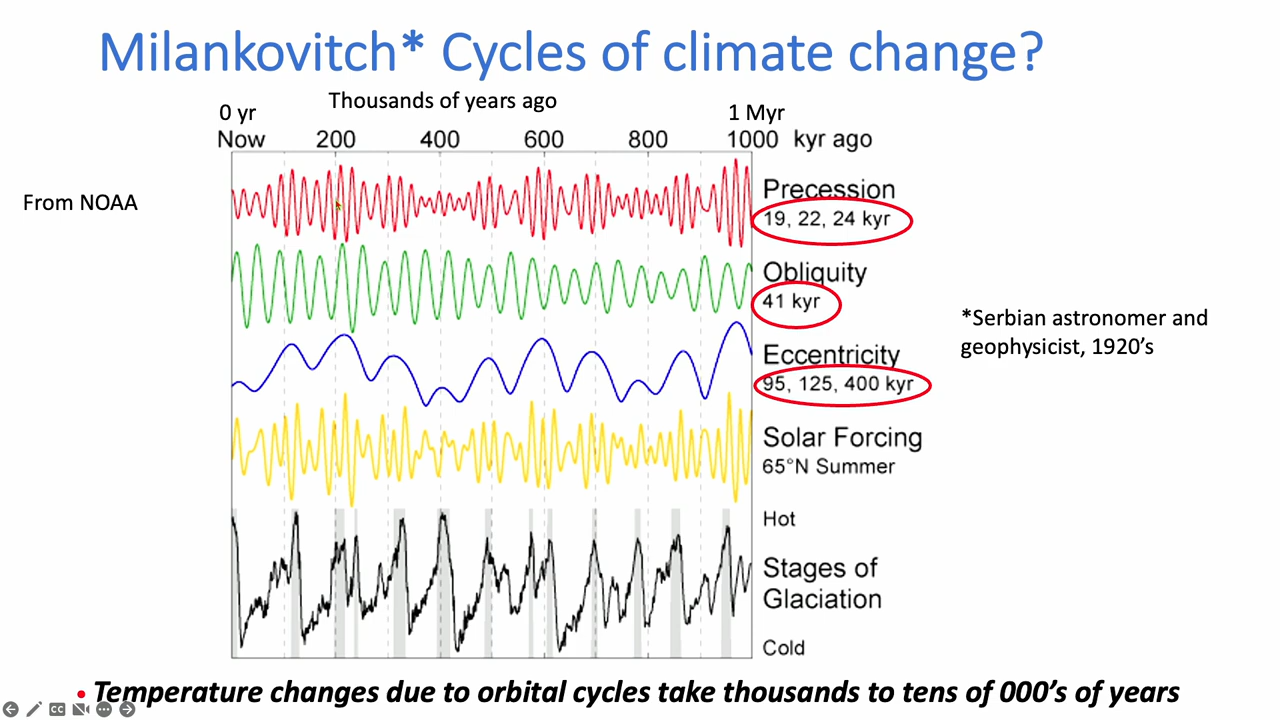 Milankovitch* Cycles of climate change?
Thousands of years ago
0 yr
1 Myr
Now 200 400 600 800 1000 kyr ago
From NOAA
Precession
19, 22, 24 kyr
Obliquity
41 kyr
*Serbian astronomer and
geophysicist, 1920’s
Eccentricity
95, 125, 400 kyr
Solar Forcing
65°N Summer
Hot
Stages of
Glaciation
Cold
• Temperature changes due to orbital cycles take thousands to tens of 000’s of years
CC